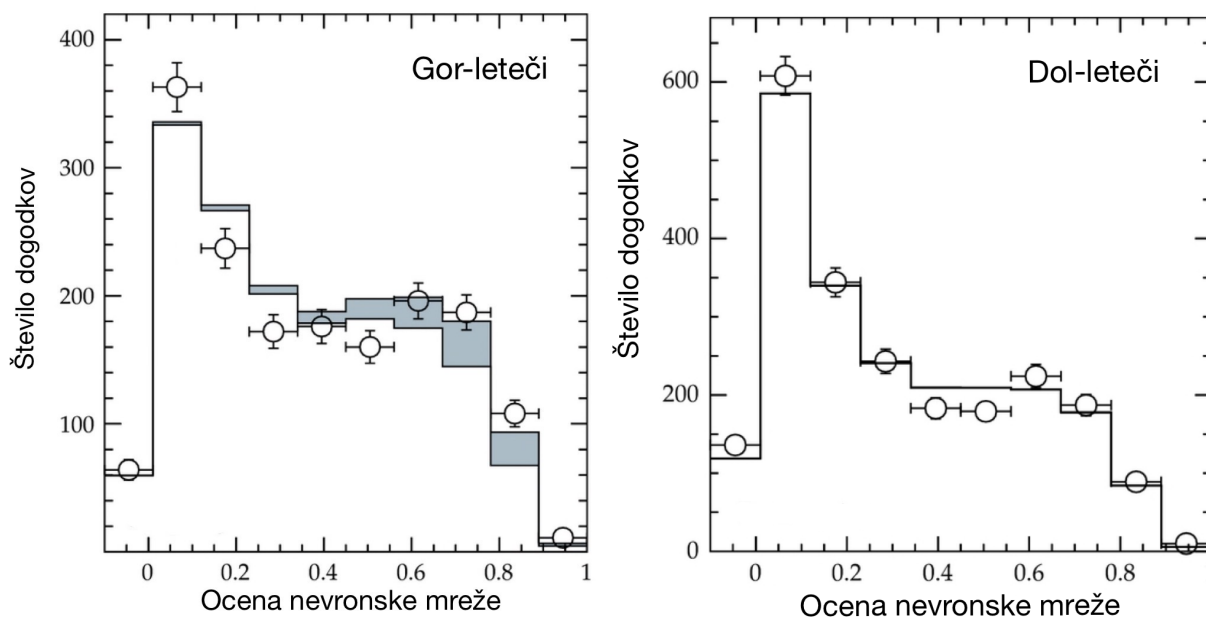 Gor-leteči
Število dogodkov
400
300
200
100
0 0.2 0.4 0.6 0.8 1
Ocena nevronske mreže
Dol-leteči
Število dogodkov
600
400
200
0
0 0.2 0.4 0.6 0.8
Ocena nevronske mreže